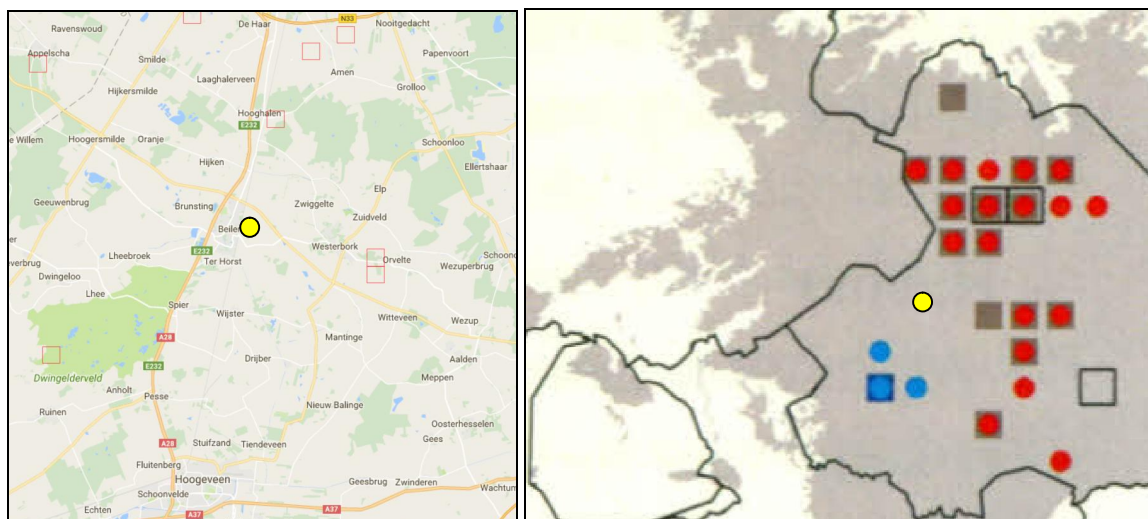 De Haar
N33
Nooitgedacht
Ravenswoud
Appelscha
Smilde
Papenvoort
Amen
Laaghalerveen
Grolloo
Hijkersmilde
Hooghalen
E232
te Willem
Hoogersmilde
Oranje
Schoonloo
Hijken
Ellertshaar
Elp
Geeuwenbrug
Brunsting
Zwiggelte
Zuidveld
Beilen
Westerbork
Lheebroek
E232
Orvelte
Ter Horst
Wezuperbrug
Dwingeloo
Lhee
Spier
Wijster
Witteveen
Wezup
A28
Mantinge
Drijber
Aalden
E232
Dwingelderveld
Meppen
Anholt
Pesse
Ruinen
Nieuw Balinge
Oosterhesselen
Gees
A28
Stuifzand
Tiendeveen
Fluitenberg
Hoogeveen
Geesbrug
Zwinderen
Schoonvelde
Wachtum
Echten
A37
A37